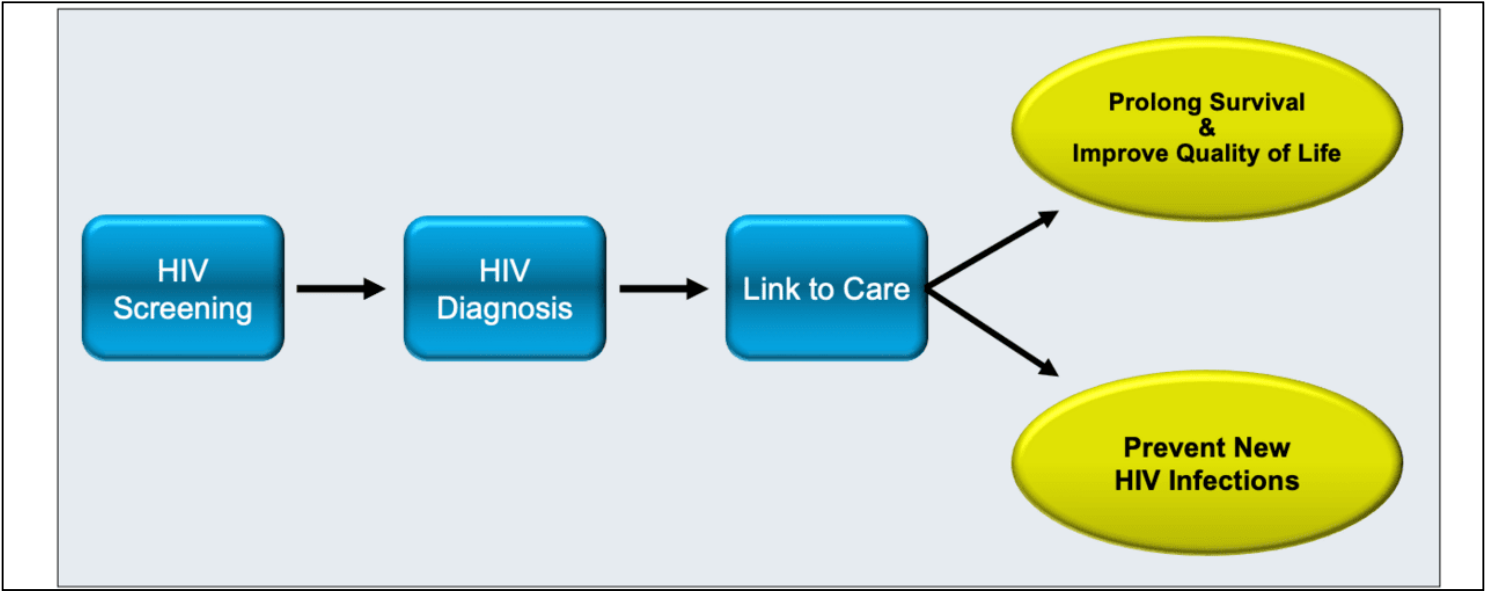 HIV
Screening
HIV
Diagnosis
Link to Care
Prolong Survival
&
Improve Quality of Life
Prevent New
HIV Infections